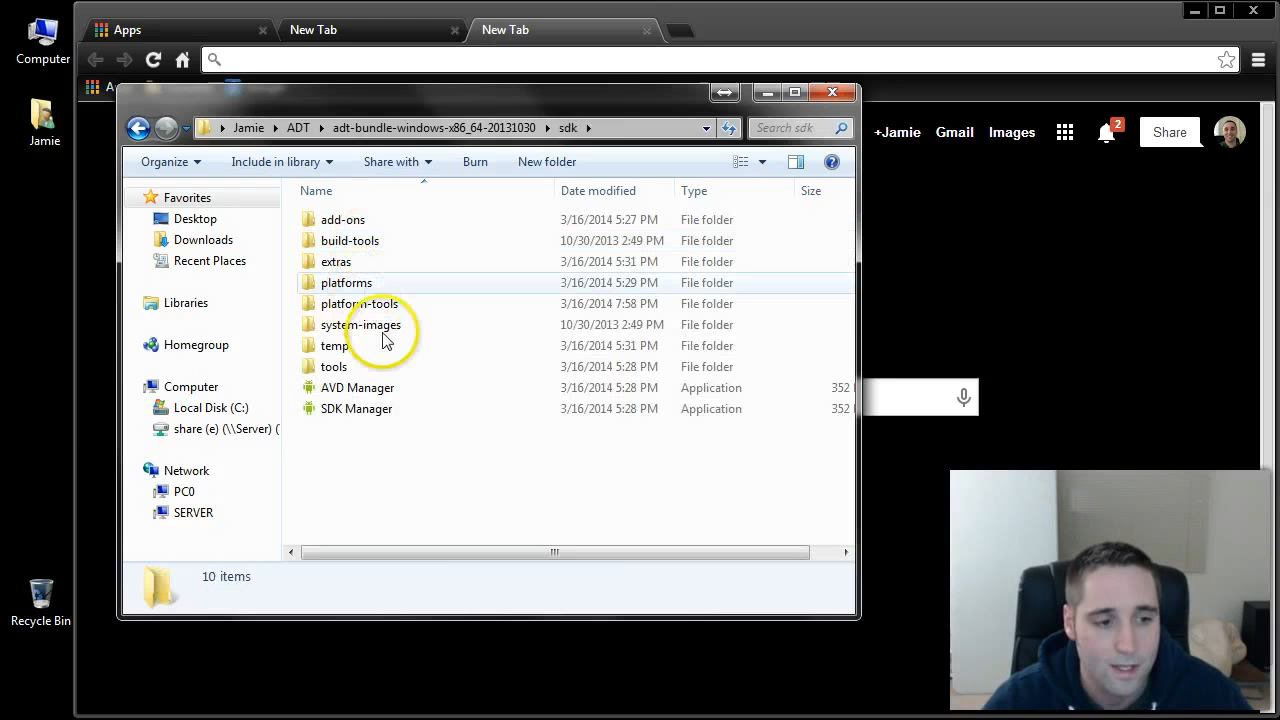 Computer
Jamie
Recycle Bin
Apps
New Tab
New Tab
A
Jamie
ADT
adt-bundle-windows-x86_64-20131030
sdk
Search sdk
Organize
Include in library
Share with
Burn
New folder
+Jamie
Gmail
Images
2
Share
Favorites
Desktop
Downloads
Recent Places
Libraries
Homegroup
Computer
Local Disk (C:)
share (e) (\\Server) (
Network
PC0
SERVER
Name Date modified Type Size
add-ons 3/16/2014 5:27 PM File folder
build-tools 10/30/2013 2:49 PM File folder
extras 3/16/2014 5:31 PM File folder
platforms 3/16/2014 5:29 PM File folder
platform-tools 3/16/2014 7:58 PM File folder
system-images 10/30/2013 2:49 PM File folder
temp 3/16/2014 5:31 PM File folder
tools 3/16/2014 5:28 PM File folder
AVD Manager 3/16/2014 5:28 PM Application 352
SDK Manager 3/16/2014 5:28 PM Application 352
10 items